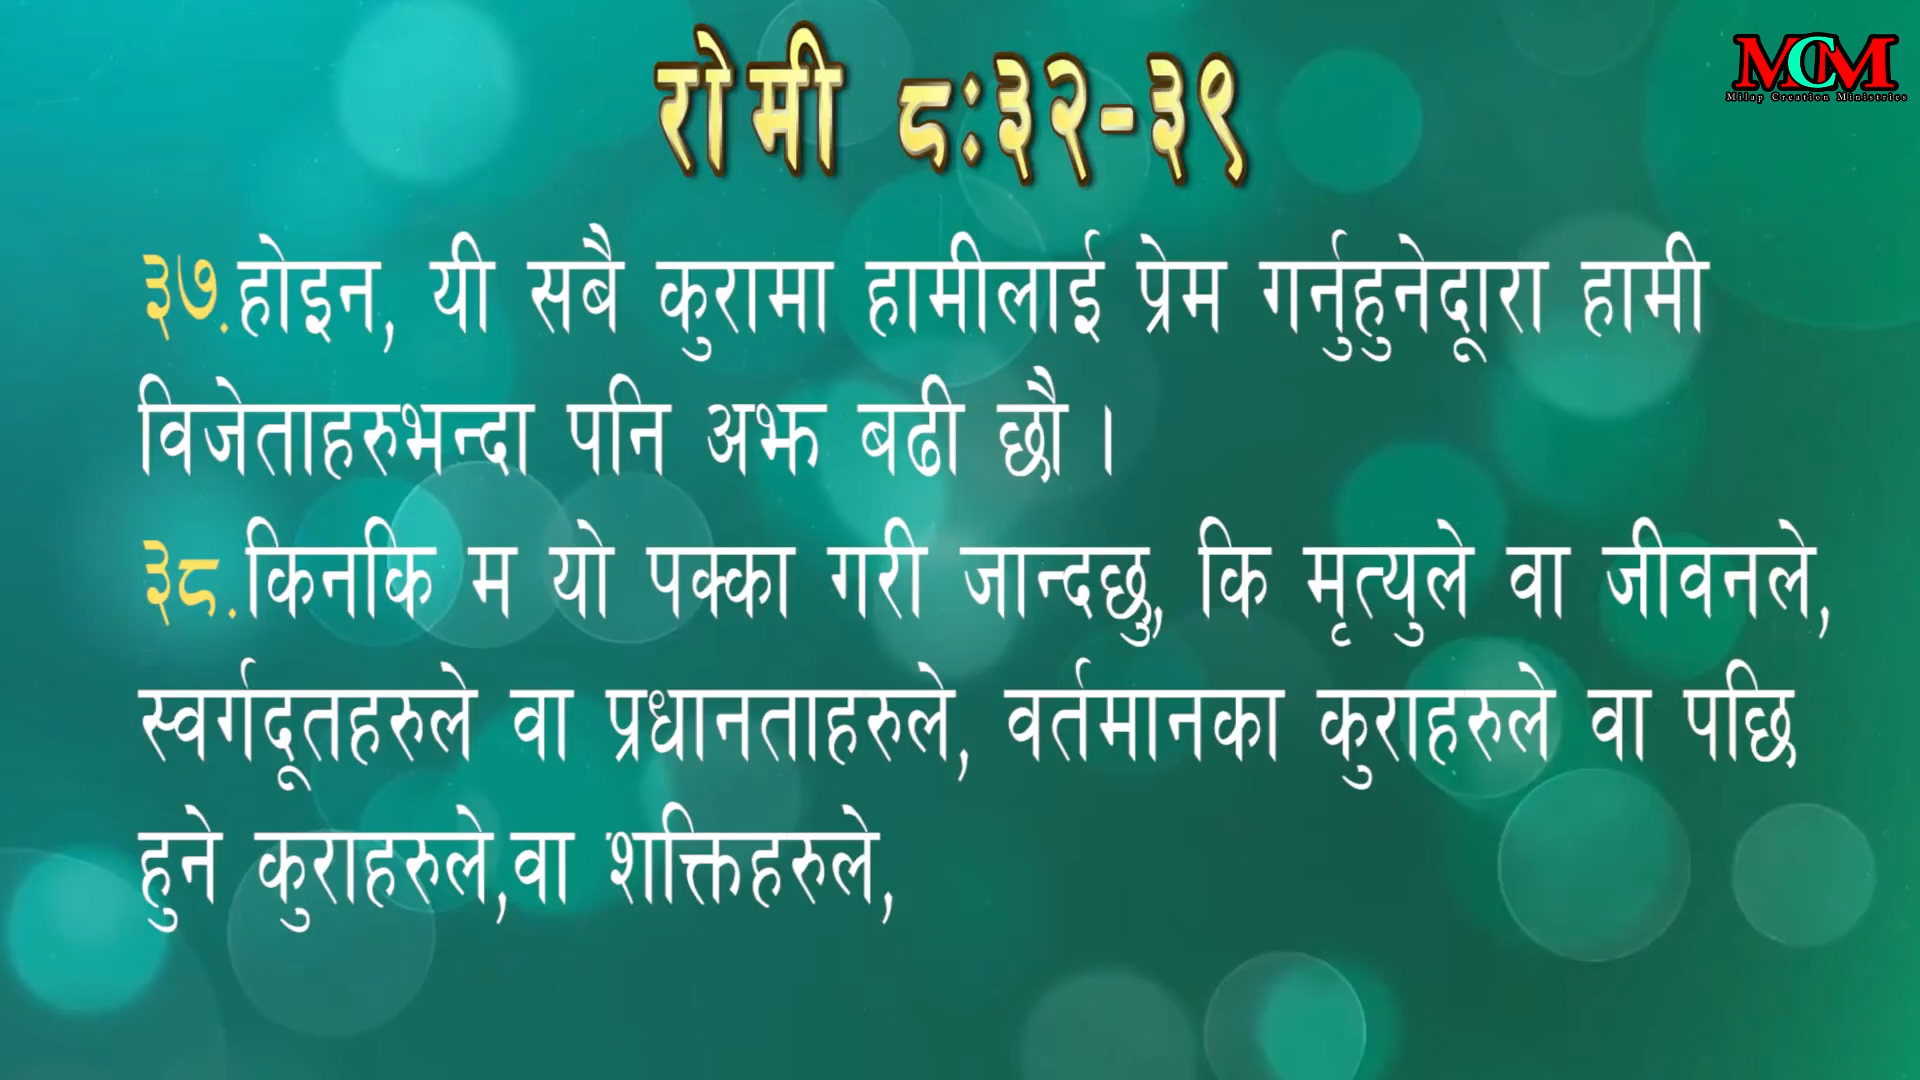 रोमी ८:३२-३९
MCM
Milap Creation Ministries
३७.होइन, यी सबै कुरामा हामीलाई प्रेम गर्नुहुनेद्वारा हामी
विजेताहरुभन्दा पनि अझ बढी छौ ।
३८.किनकि म यो पक्का गरी जान्दछु, कि मृत्युले वा जीवनले,
स्वर्गदूतहरुले वा प्रधानताहरुले, वर्तमानका कुराहरुले वा पछि
हुने कुराहरुले,वा शक्तिहरुले,